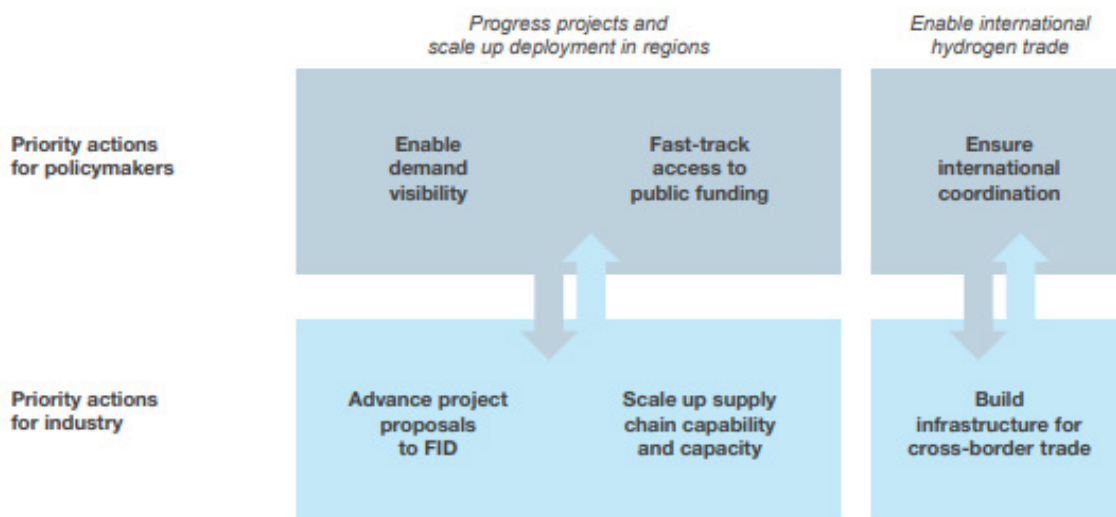 Progress projects and
scale up deployment in regions
Enable international
hydrogen trade
Priority actions
for policymakers
Enable
demand
visibility
Fast-track
access to
public funding
Ensure
international
coordination
Priority actions
for industry
Advance project
proposals
to FID
Scale up supply
chain capability
and capacity
Build
infrastructure for
cross-border trade